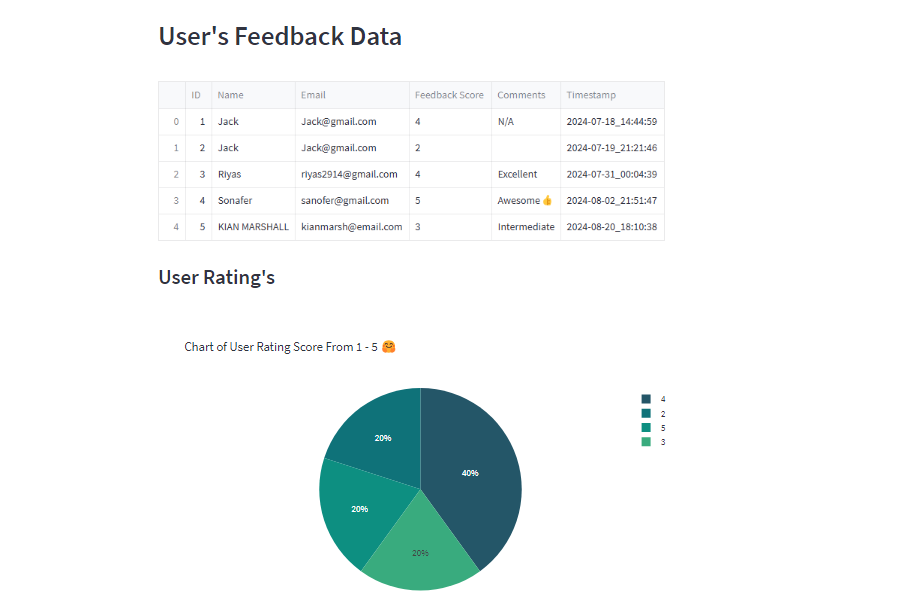 User's Feedback Data
ID Name Email Feedback Score Comments Timestamp
0 1 Jack Jack@gmail.com 4 N/A 2024-07-18_14:44:59
1 2 Jack Jack@gmail.com 2 2024-07-19_21:21:46
2 3 Riyas riyas2914@gmail.com 4 Excellent 2024-07-31_00:04:39
3 4 Sonafer sanofer@gmail.com 5 Awesome 👍 2024-08-02_21:51:47
4 5 KIAN MARSHALL kianmarsh@email.com 3 Intermediate 2024-08-20_18:10:38
User Rating's
Chart of User Rating Score From 1 - 5 🤗
4
2
5
3
20%
40%
20%
20%